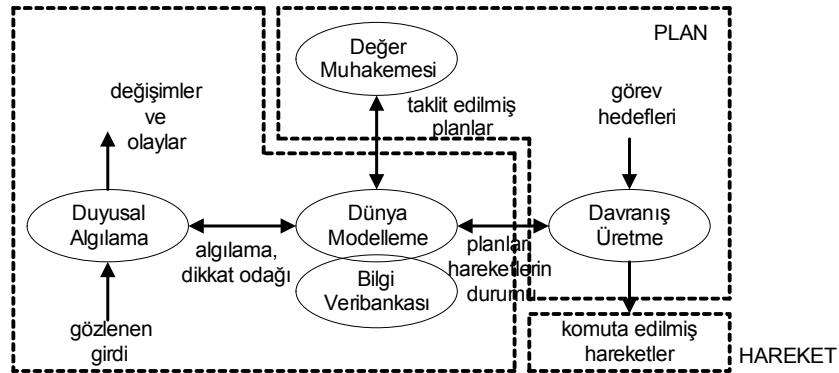 PLAN
Değer
Muhakemesi
değişimler
ve
olaylar
taklit edilmiş
planlar
görev
hedefleri
Duyusal
Algılama
Dünya
Modelleme
Davranış
Üretme
algılama,
dikkat odağı
planlar
hareketlerin
durumu
Bilgi
Veribankası
gözlenen
girdi
komuta edilmiş
hareketler
HAREKET